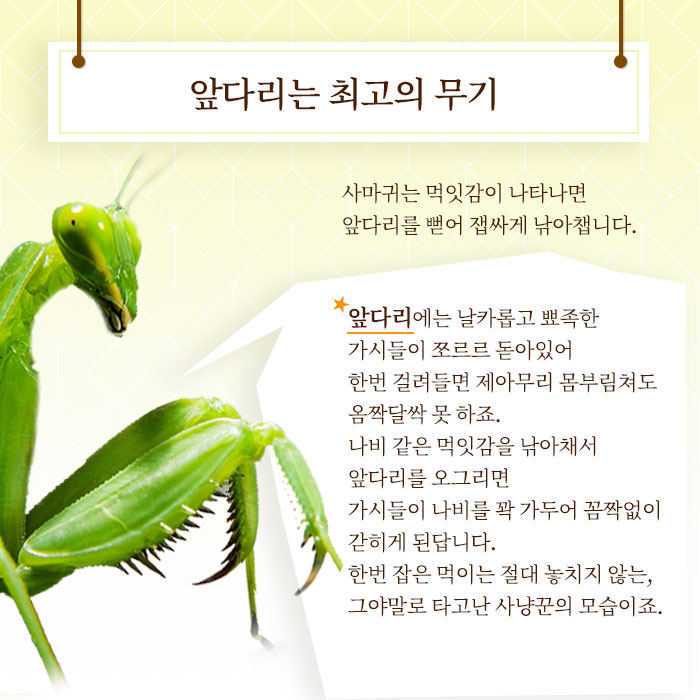 앞다리는 최고의 무기
사마귀는 먹잇감이 나타나면
앞다리를 뻗어 잽싸게 낚아챕니다.
앞다리에는 날카롭고 뾰족한
가시들이 쪼르르 돋아있어
한번 걸려들면 제아무리 몸부림쳐도
옴짝달싹 못 하죠.
나비 같은 먹잇감을 낚아채서
앞다리를 오그리면
가시들이 나비를 꽉 가두어 꼼짝없이
갇히게 된답니다.
한번 잡은 먹이는 절대 놓치지 않는,
그야말로 타고난 사냥꾼의 모습이죠.